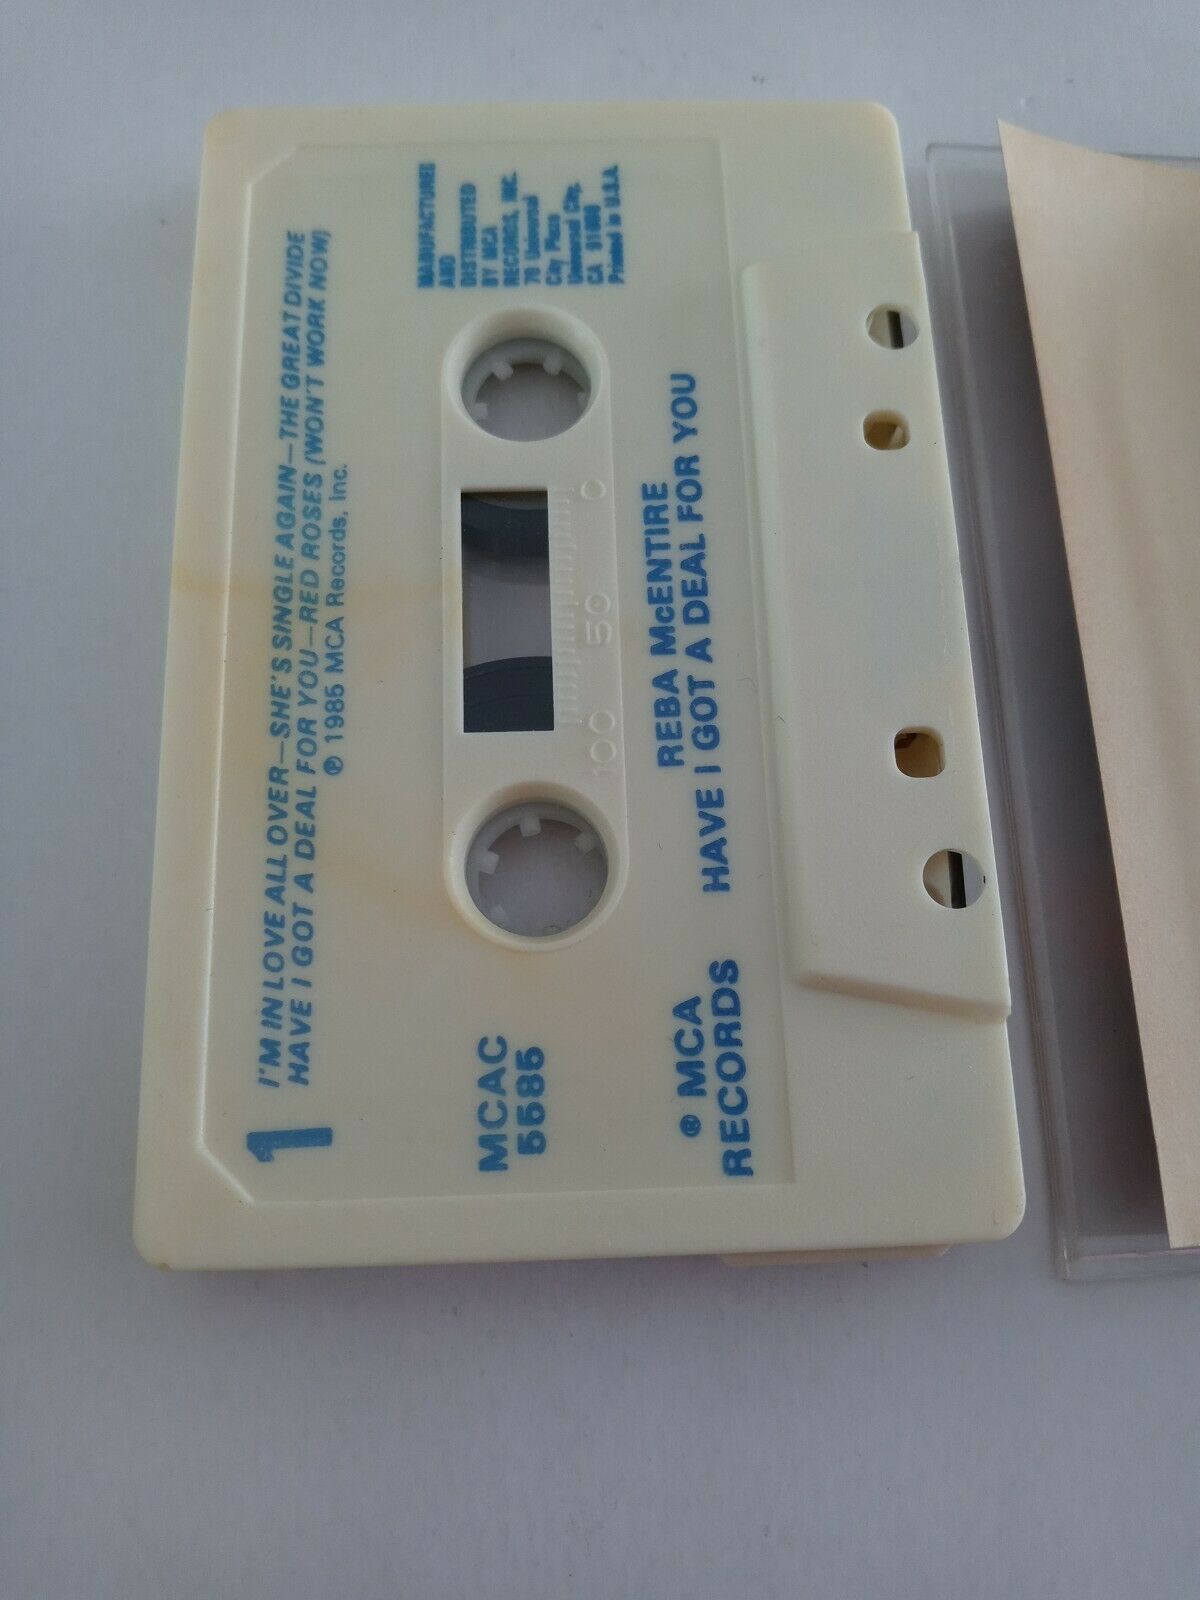 1
I'M IN LOVE ALL OVER—SHE'S SINGLE AGAIN—THE GREAT DIVIDE
HAVE I GOT A DEAL FOR YOU—RED ROSES (WON'T WORK NOW)
℗ 1985 MCA Records, Inc.
MCAC
5585
MANUFACTURED
AND
DISTRIBUTED
BY MCA
RECORDS, INC.
70 Universal
City Plaza
Universal City,
CA 91608
Printed in U.S.A.
100 50 0
® MCA
RECORDS
REBA McENTIRE
HAVE I GOT A DEAL FOR YOU